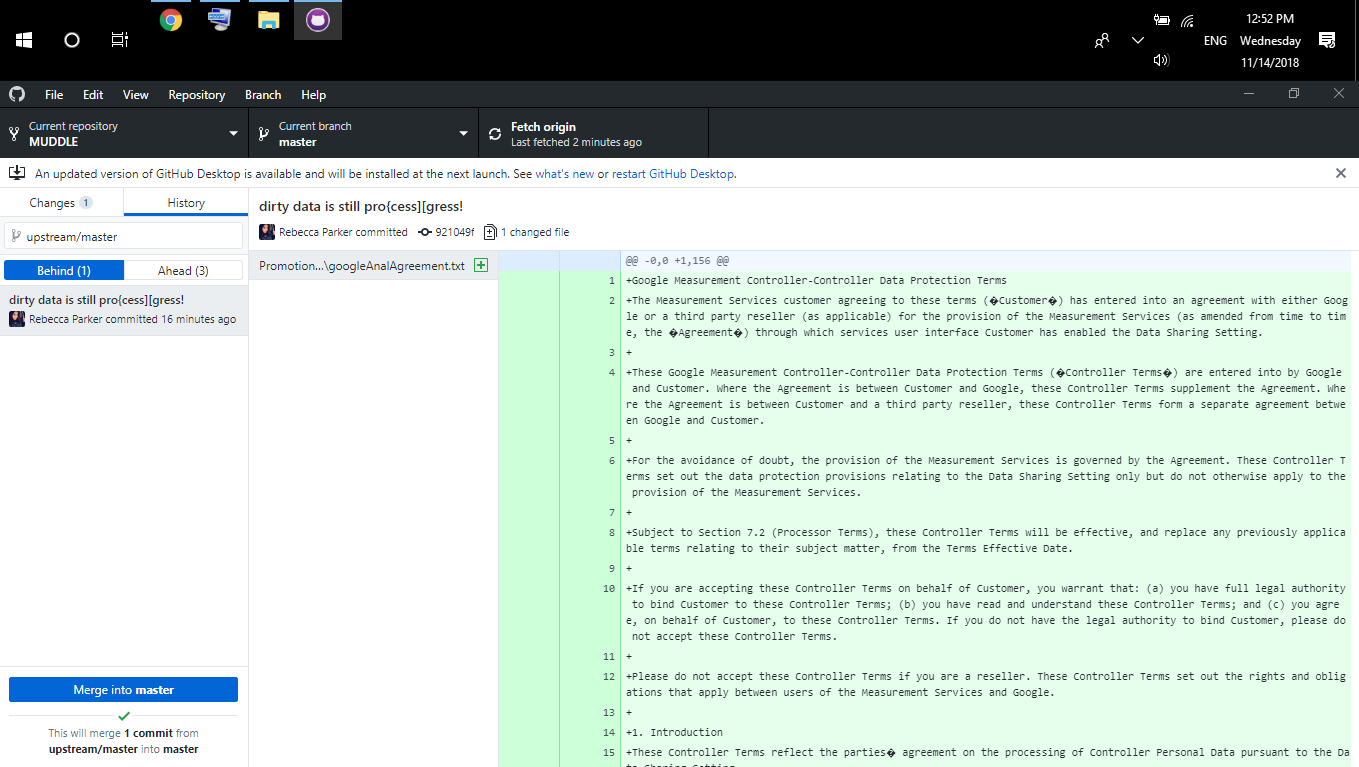 12:52 PM
ENG Wednesday
11/14/2018
File Edit View Repository Branch Help
Current repository
MUDDLE
Current branch
master
Fetch origin
Last fetched 2 minutes ago
An updated version of GitHub Desktop is available and will be installed at the next launch. See what's new or restart GitHub Desktop.
Changes 1
History
upstream/master
Behind (1)
Ahead (3)
dirty data is still pro{cess][gress!
Rebecca Parker committed 16 minutes ago
Merge into master
This will merge 1 commit from
upstream/master into master
dirty data is still pro{cess][gress!
Rebecca Parker committed 921049f 1 changed file
Promotion...\googleAnalAgreement.txt
@@ -0,0 +1,156 @@
1 +Google Measurement Controller-Controller Data Protection Terms
2 +The Measurement Services customer agreeing to these terms (�Customer�) has entered into an agreement with either Goog
le or a third party reseller (as applicable) for the provision of the Measurement Services (as amended from time to tim
e, the �Agreement�) through which services user interface Customer has enabled the Data Sharing Setting.
3 +
4 +These Google Measurement Controller-Controller Data Protection Terms (�Controller Terms�) are entered into by Google
and Customer. Where the Agreement is between Customer and Google, these Controller Terms supplement the Agreement. Whe
re the Agreement is between Customer and a third party reseller, these Controller Terms form a separate agreement betwe
en Google and Customer.
5 +
6 +For the avoidance of doubt, the provision of the Measurement Services is governed by the Agreement. These Controller T
erms set out the data protection provisions relating to the Data Sharing Setting only but do not otherwise apply to the
provision of the Measurement Services.
7 +
8 +Subject to Section 7.2 (Processor Terms), these Controller Terms will be effective, and replace any previously applica
ble terms relating to their subject matter, from the Terms Effective Date.
9 +
10 +If you are accepting these Controller Terms on behalf of Customer, you warrant that: (a) you have full legal authority
to bind Customer to these Controller Terms; (b) you have read and understand these Controller Terms; and (c) you agre
e, on behalf of Customer, to these Controller Terms. If you do not have the legal authority to bind Customer, please do
not accept these Controller Terms.
11 +
12 +Please do not accept these Controller Terms if you are a reseller. These Controller Terms set out the rights and oblig
ations that apply between users of the Measurement Services and Google.
13 +
14 +1. Introduction
15 +These Controller Terms reflect the parties� agreement on the processing of Controller Personal Data pursuant to the Da
ta Sharing Setting.